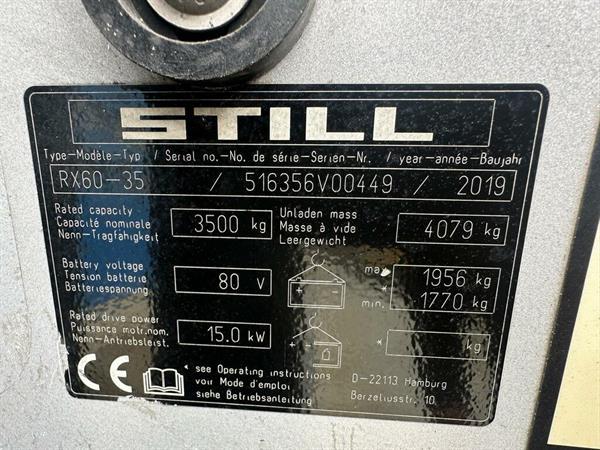 STILL
Type-Modèle-Typ / Serial no.-No. de série-Serien-Nr. / year-année-Baujahr
RX60-35 / 516356V00449 / 2019
Rated capacity
Capacité nominale
Nenn-Tragfähigkeit
3500 kg
Unladen mass
Masse à vide
Leergewicht
4079 kg
Battery voltage
Tension batterie
Batteriespannung
80 V
+ -
max. 1956 kg
*
min. 1770 kg
Rated drive power
Puissance motr.nom.
Nenn-Antriebsleist.
15.0 kW
+
* kg
CE
* see Operating instructions
voir Mode d'emploi
siehe Betriebsanleitung
D-22113 Hamburg
Berzeliusstr. 10